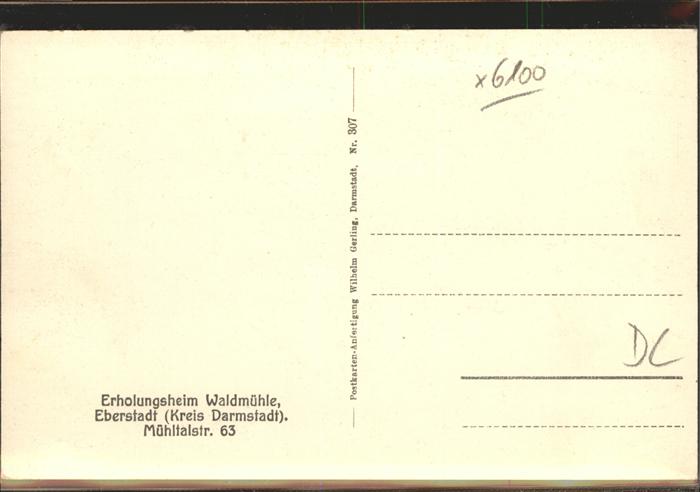 x6100
Postkarten-Anfertigung Wilhelm Gerling, Darmstadt, Nr. 307
DC
Erholungsheim Waldmühle,
Eberstadt (Kreis Darmstadt).
Mühltalstr. 63